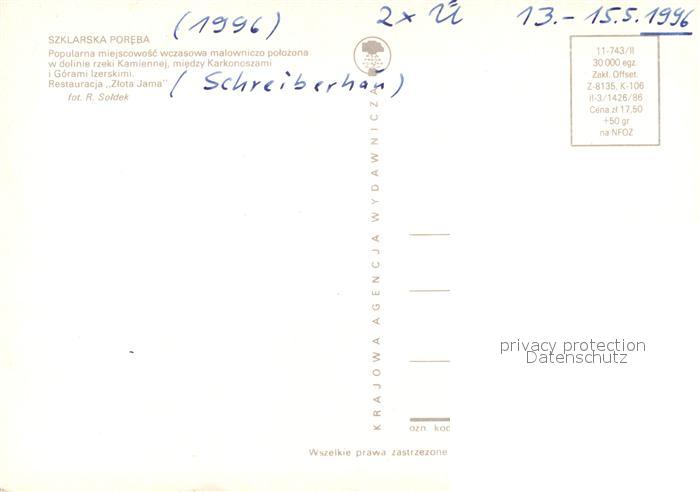 (1996)
2 x Ü
13. - 15.5. 1996
SZKLARSKA PORĘBA
Popularna miejscowość wczasowa malowniczo położona
w dolinie rzeki Kamiennej, między Karkonoszami
i Górami Izerskimi.
Restauracja „Złota Jama"
(Schreiberhau)
fot. R. Sołdek
11-743/II
30 000 egz.
Zakł. Offset.
Z-8135, K-106
II-3/1426/86
Cena zł 17,50
+50 gr
na NFOZ
KRAJOWA AGENCJA WYDAWNICZA
privacy protection
Datenschutz
ozn. kod
Wszelkie prawa zastrzeżone